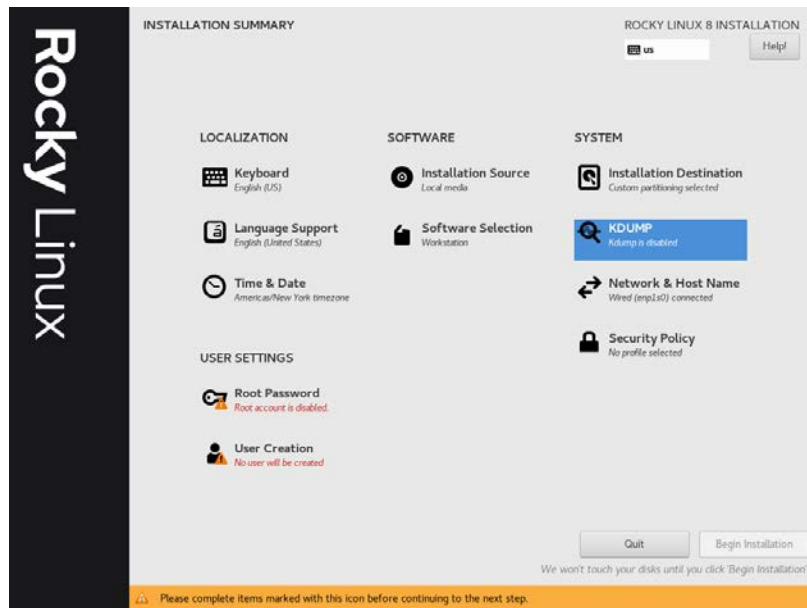 Rocky Linux
INSTALLATION SUMMARY
ROCKY LINUX 8 INSTALLATION
us
Help!
LOCALIZATION
Keyboard
English (US)
Language Support
English (United States)
Time & Date
Americas/New York timezone
USER SETTINGS
Root Password
Root account is disabled.
User Creation
No user will be created
SOFTWARE
Installation Source
Local media
Software Selection
Workstation
SYSTEM
Installation Destination
Custom partitioning selected
KDUMP
Kdump is disabled
Network & Host Name
Wired (enp1s0) connected
Security Policy
No profile selected
Quit
Begin Installation
We won't touch your disks until you click 'Begin Installation'
Please complete items marked with this icon before continuing to the next step.